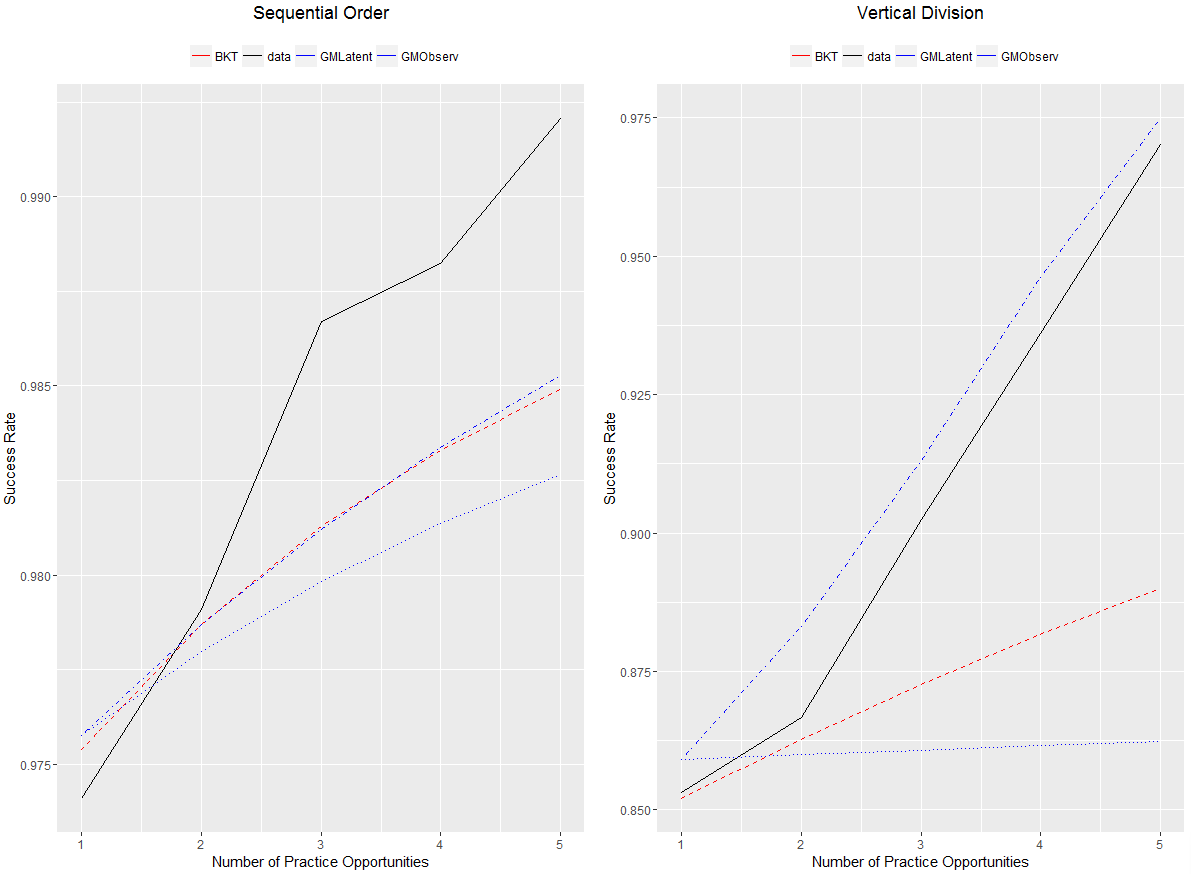 Sequential Order
BKT data GMLatent GMObserv
Success Rate
0.990
0.985
0.980
0.975
1 2 3 4 5
Number of Practice Opportunities
Vertical Division
BKT data GMLatent GMObserv
Success Rate
0.975
0.950
0.925
0.900
0.875
0.850
1 2 3 4 5
Number of Practice Opportunities